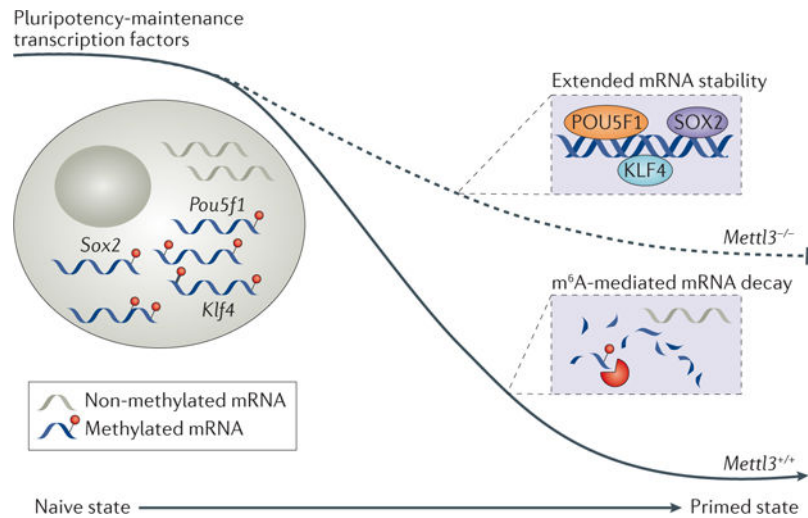 Pluripotency-maintenance
transcription factors
Extended mRNA stability
POU5F1
SOX2
KLF4
Pou5f1
Sox2
Klf4
Mettl3⁻/⁻
m⁶A-mediated mRNA decay
Non-methylated mRNA
Methylated mRNA
Mettl3⁺/⁺
Naive state
Primed state